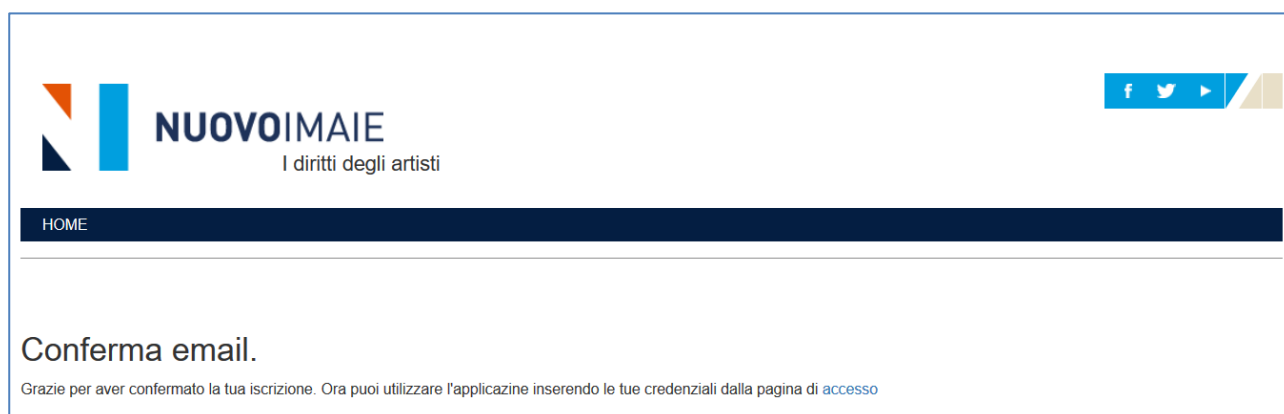 NUOVOIMAIE
I diritti degli artisti
HOME
Conferma email.
Grazie per aver confermato la tua iscrizione. Ora puoi utilizzare l'applicazine inserendo le tue credenziali dalla pagina di accesso